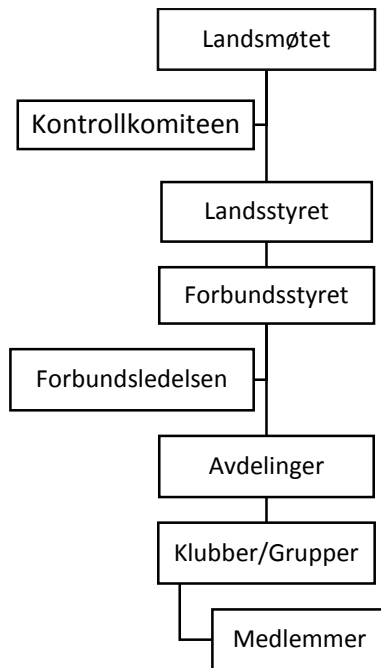 Landsmøtet
Kontrollkomiteen
Landsstyret
Forbundsstyret
Forbundsledelsen
Avdelinger
Klubber/Grupper
Medlemmer